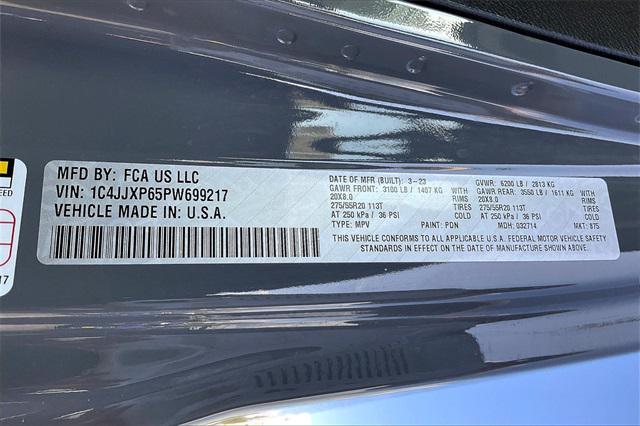 MFD BY: FCA US LLC
VIN: 1C4JJXP65PW699217
VEHICLE MADE IN: U.S.A.
DATE OF MFR (BUILT): 3-23 GVWR: 6200 LB / 2813 KG
GAWR FRONT: 3100 LB / 1407 KG WITH GAWR REAR: 3550 LB / 1611 KG WITH
20X8.0 RIMS 20X8.0 RIMS
275/55R20 113T TIRES 275/55R20 113T TIRES
AT 250 kPa / 36 PSI COLD AT 250 kPa / 36 PSI COLD
TYPE: MPV PAINT: PDN MDH: 032714 MKT: 875
THIS VEHICLE CONFORMS TO ALL APPLICABLE U.S.A. FEDERAL MOTOR VEHICLE SAFETY
STANDARDS IN EFFECT ON THE DATE OF MANUFACTURE SHOWN ABOVE